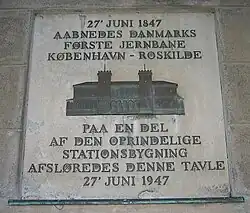 27' JUNI 1847
AABNEDES DANMARKS
FØRSTE JERNBANE
KØBENHAVN - ROSKILDE
PAA EN DEL
AF DEN OPRINDELIGE
STATIONSBYGNING
AFSLØREDES DENNE TAVLE
27' JUNI 1947